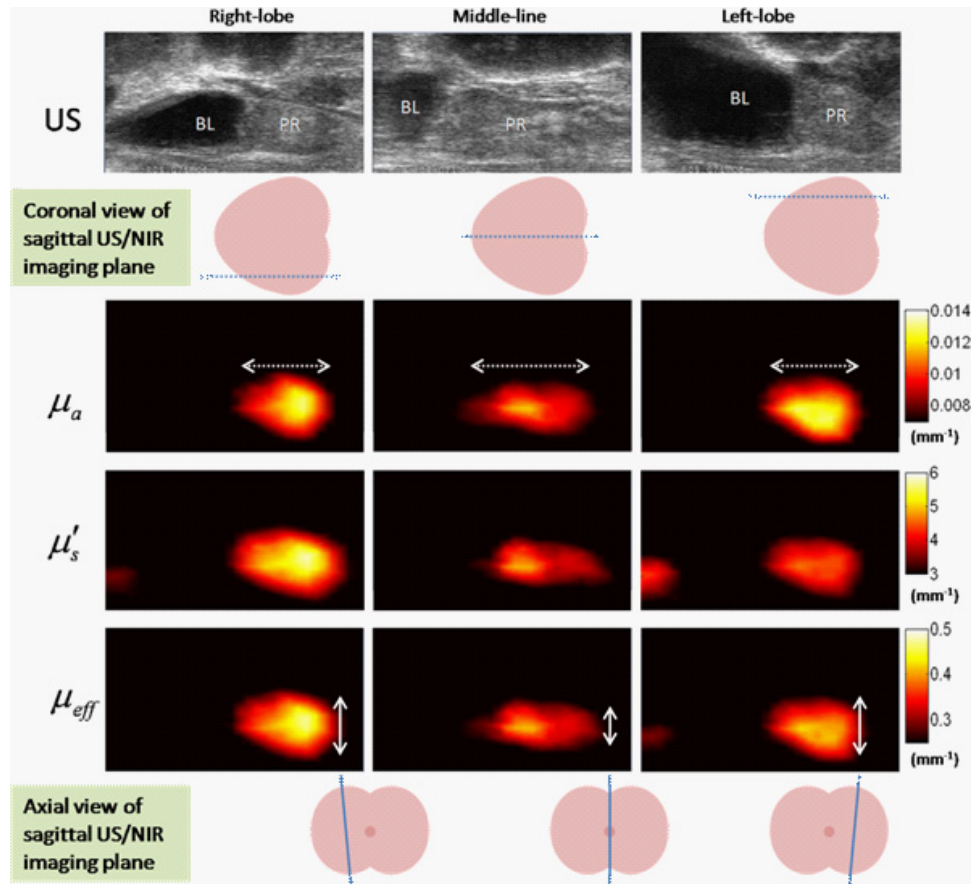 Right-lobe Middle-line Left-lobe
US
BL PR
BL PR
BL PR
Coronal view of
sagittal US/NIR
imaging plane
μa
0.014
0.012
0.01
0.008
(mm⁻¹)
μ′s
6
5
4
3
(mm⁻¹)
μeff
0.5
0.4
0.3
(mm⁻¹)
Axial view of
sagittal US/NIR
imaging plane